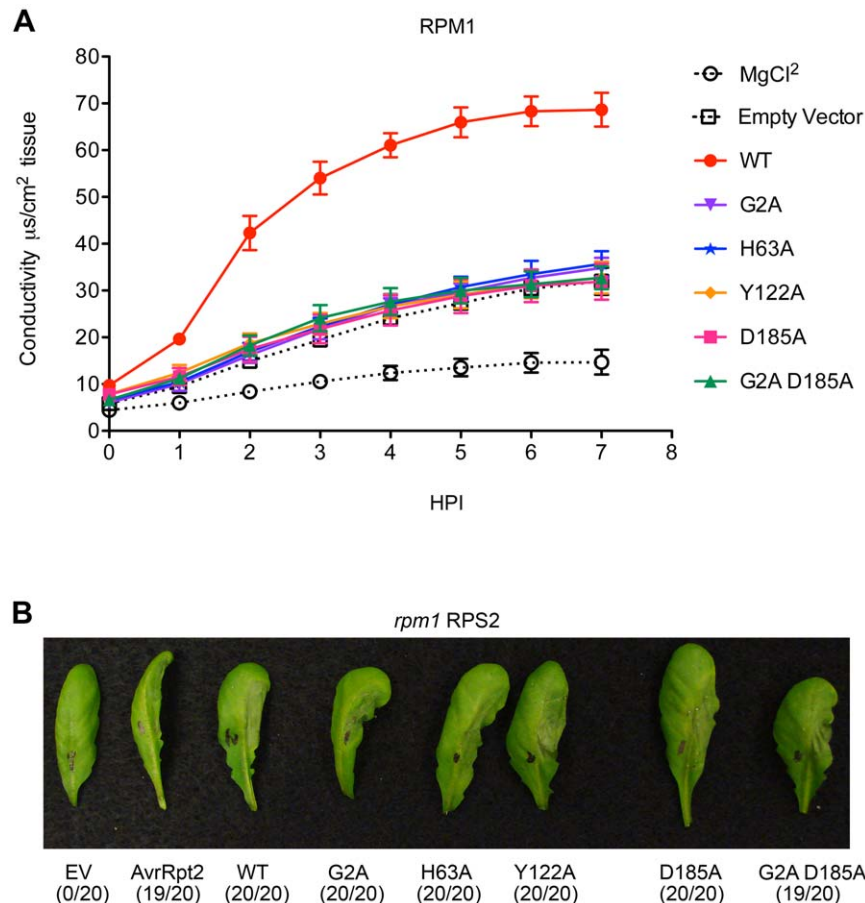 A
RPM1
Conductivity μs/cm² tissue
80
70
60
50
40
30
20
10
0
0 1 2 3 4 5 6 7 8
HPI
MgCl²
Empty Vector
WT
G2A
H63A
Y122A
D185A
G2A D185A
B
rpm1 RPS2
EV AvrRpt2 WT G2A H63A Y122A D185A G2A D185A
(0/20) (19/20) (20/20) (20/20) (20/20) (20/20) (20/20) (19/20)